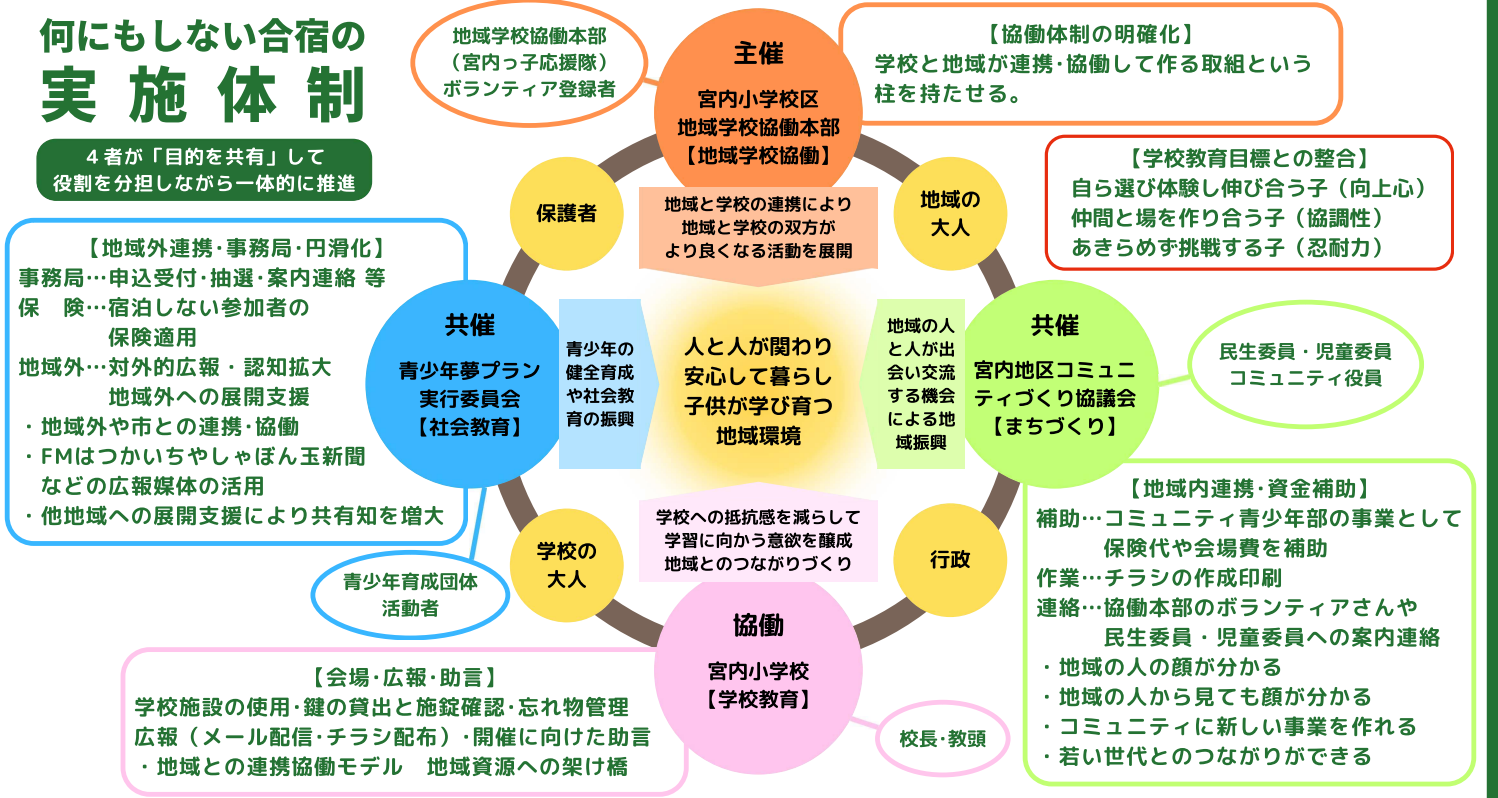 何にもしない合宿の
実施体制
４者が「目的を共有」して
役割を分担しながら一体的に推進
地域学校協働本部
（宮内っ子応援隊）
ボランティア登録者
主催
宮内小学校区
地域学校協働本部
【地域学校協働】
【協働体制の明確化】
学校と地域が連携･協働して作る取組という
柱を持たせる。
【学校教育目標との整合】
自ら選び体験し伸び合う子（向上心）
仲間と場を作り合う子（協調性）
あきらめず挑戦する子（忍耐力）
保護者
地域の
大人
地域と学校の連携により
地域と学校の双方が
より良くなる活動を展開
【地域外連携･事務局･円滑化】
事務局…申込受付･抽選･案内連絡 等
保　険…宿泊しない参加者の
保険適用
地域外…対外的広報・認知拡大
地域外への展開支援
・地域外や市との連携･協働
・FMはつかいちやしゃぼん玉新聞
などの広報媒体の活用
・他地域への展開支援により共有知を増大
共催
青少年夢プラン
実行委員会
【社会教育】
青少年の
健全育成
や社会教
育の振興
人と人が関わり
安心して暮らし
子供が学び育つ
地域環境
地域の人
と人が出
会い交流
する機会
による地
域振興
共催
宮内地区コミュニ
ティづくり協議会
【まちづくり】
民生委員・児童委員
コミュニティ役員
学校への抵抗感を減らして
学習に向かう意欲を醸成
地域とのつながりづくり
学校の
大人
行政
青少年育成団体
活動者
協働
宮内小学校
【学校教育】
【地域内連携･資金補助】
補助…コミュニティ青少年部の事業として
保険代や会場費を補助
作業…チラシの作成印刷
連絡…協働本部のボランティアさんや
民生委員・児童委員への案内連絡
・地域の人の顔が分かる
・地域の人から見ても顔が分かる
・コミュニティに新しい事業を作れる
・若い世代とのつながりができる
【会場･広報･助言】
学校施設の使用･鍵の貸出と施錠確認･忘れ物管理
広報（メール配信･チラシ配布）･開催に向けた助言
・地域との連携協働モデル　地域資源への架け橋
校長･教頭